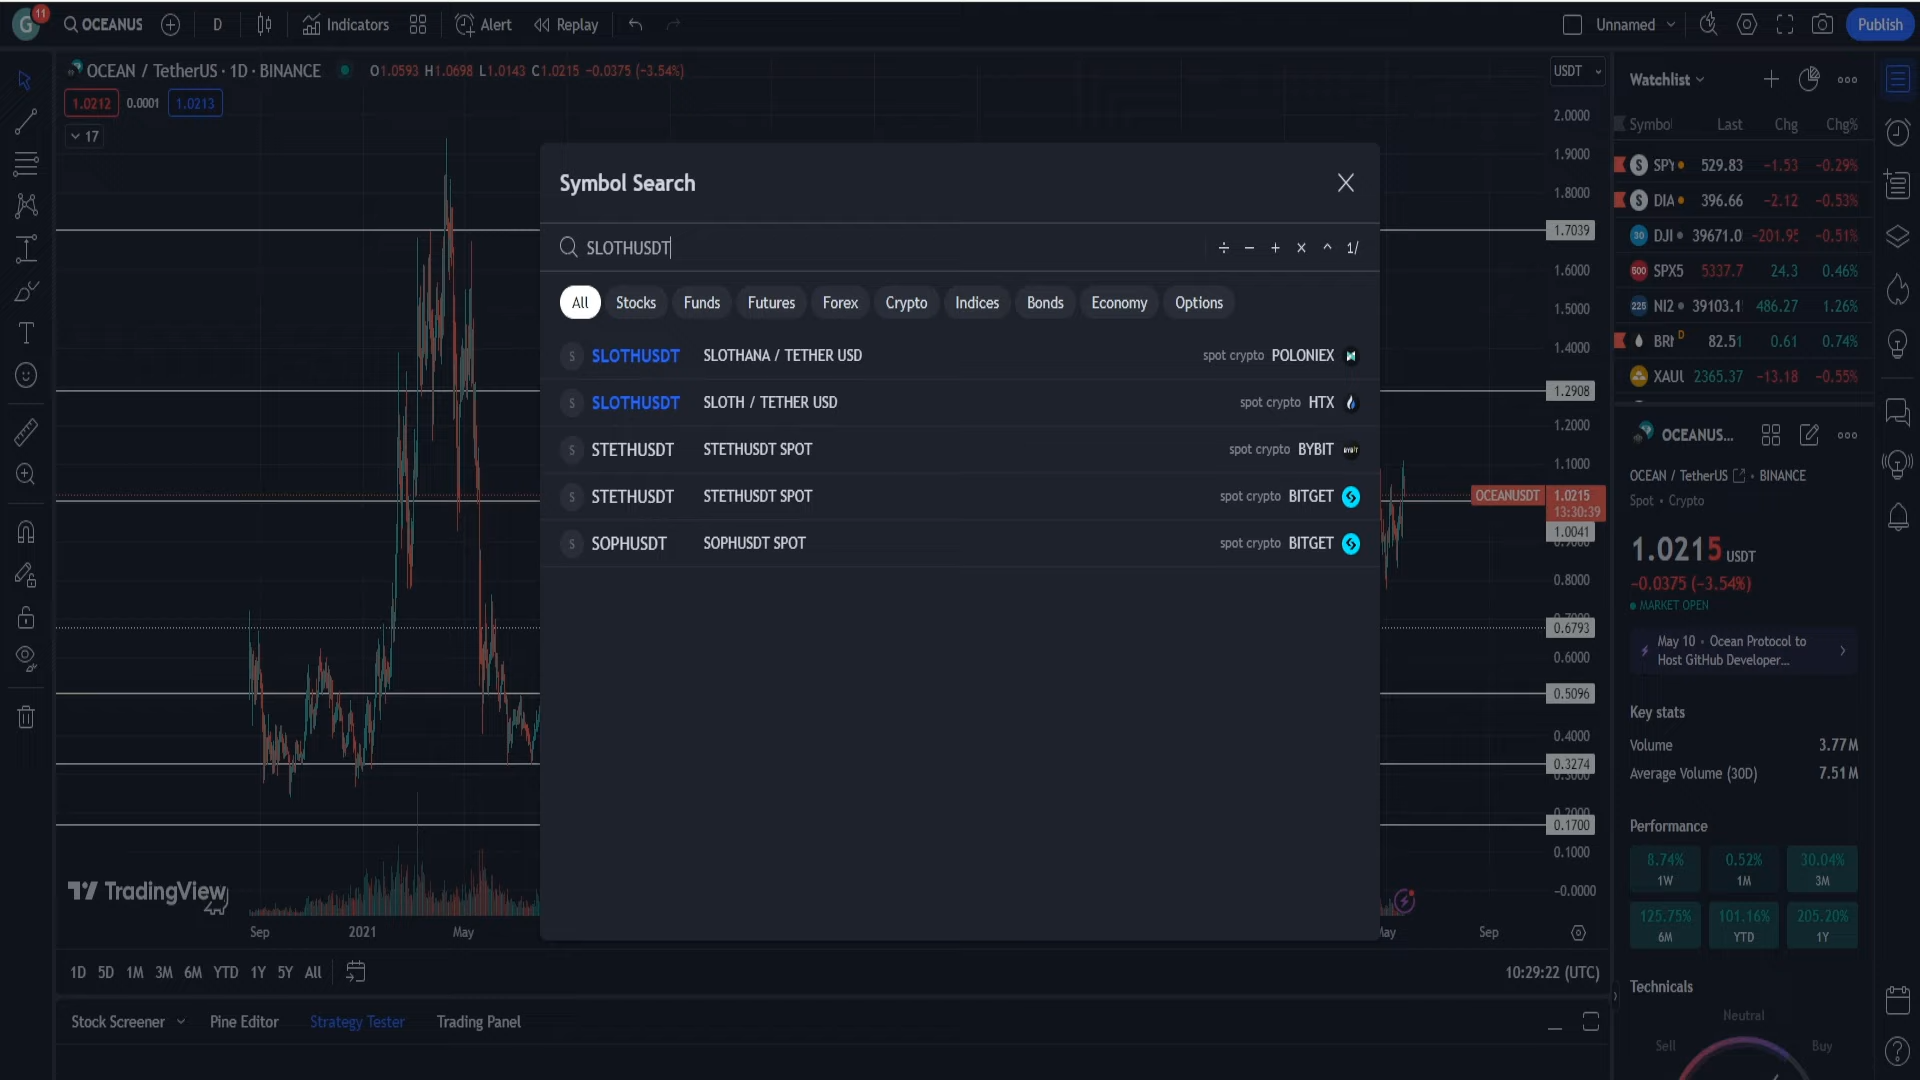 G 11 OCEANUS D Indicators Alert Replay Unnamed Publish
OCEAN / TetherUS · 1D · BINANCE O1.0593 H1.0698 L1.0143 C1.0215 −0.0375 (−3.54%)
1.0212 0.0001 1.0213
17
USDT
2.0000
1.9000
1.8000
1.7039
1.6000
1.5000
1.4000
1.2908
1.2000
1.1000
OCEANUSDT 1.0215
13:30:39
1.0041
0.8000
0.6793
0.6000
0.5096
0.4000
0.3274
0.1700
0.1000
−0.0000
Symbol Search
SLOTHUSDT ÷ − + × ^ 1/
All Stocks Funds Futures Forex Crypto Indices Bonds Economy Options
S SLOTHUSDT SLOTHANA / TETHER USD spot crypto POLONIEX
S SLOTHUSDT SLOTH / TETHER USD spot crypto HTX
S STETHUSDT STETHUSDT SPOT spot crypto BYBIT
S STETHUSDT STETHUSDT SPOT spot crypto BITGET
S SOPHUSDT SOPHUSDT SPOT spot crypto BITGET
TradingView
Sep 2021 May May Sep
1D 5D 1M 3M 6M YTD 1Y 5Y All 10:29:22 (UTC)
Stock Screener Pine Editor Strategy Tester Trading Panel
Watchlist
Symbol Last Chg Chg%
S SPY 529.83 −1.53 −0.29%
S DIA 396.66 −2.12 −0.53%
30 DJI 39671.0 −201.95 −0.51%
500 SPX5 5337.7 24.3 0.46%
225 NI2 39103.1 486.27 1.26%
BRN D 82.51 0.61 0.74%
XAUU 2365.37 −13.18 −0.55%
OCEANUS...
OCEAN / TetherUS • BINANCE
Spot • Crypto
1.0215 USDT
−0.0375 (−3.54%)
MARKET OPEN
May 10 • Ocean Protocol to
Host GitHub Developer...
Key stats
Volume 3.77M
Average Volume (30D) 7.51M
Performance
8.74% 0.52% 30.04%
1W 1M 3M
125.75% 101.16% 205.20%
6M YTD 1Y
Technicals
Neutral
Sell Buy